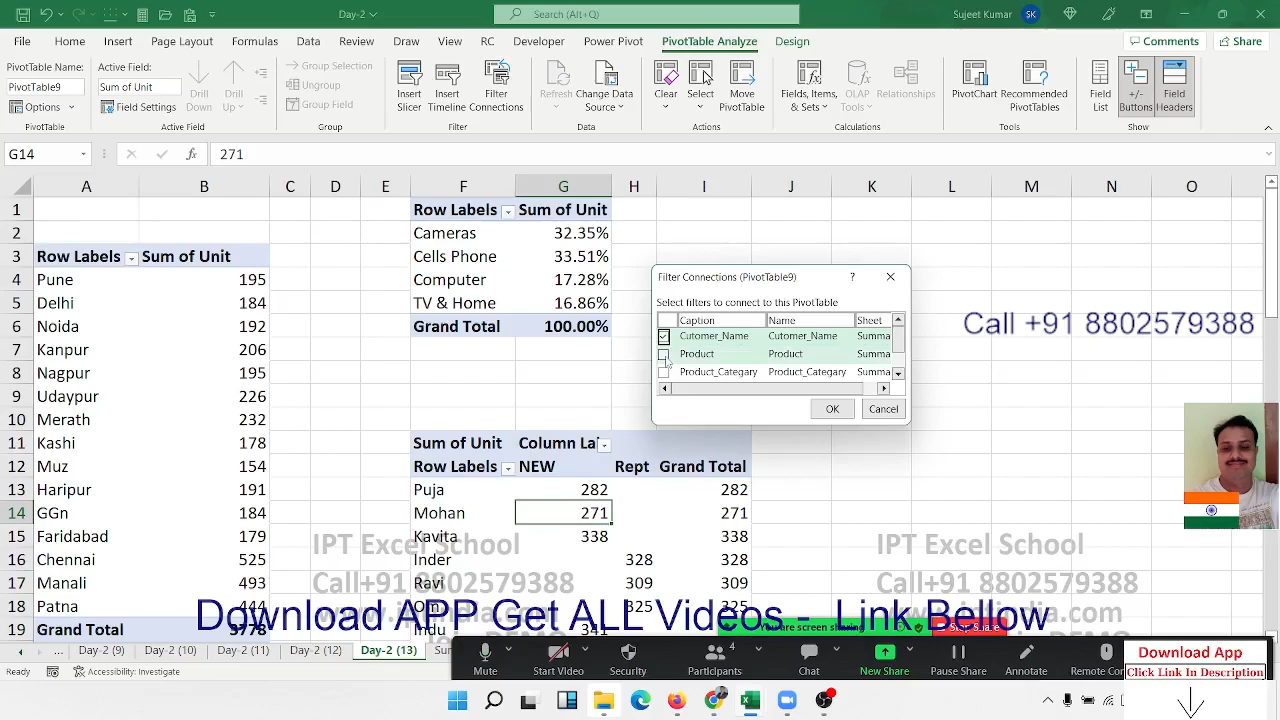 Day-2
Search (Alt+Q)
Sujeet Kumar SK
File Home Insert Page Layout Formulas Data Review Draw View RC Developer Power Pivot PivotTable Analyze Design Comments Share
PivotTable Name: Active Field:
PivotTable9 Sum of Unit
Options Field Settings
Drill Down Drill Up
Group Selection
Ungroup
Group Field
Insert Slicer Insert Timeline Filter Connections
Refresh Change Data Source
Clear Select Move PivotTable
Fields, Items, & Sets OLAP Tools Relationships
PivotChart Recommended PivotTables
Field List +/- Buttons Field Headers
PivotTable Active Field Group Filter Data Actions Calculations Tools Show
G14 fx 271
A B C D E F G H I J K L M N O
1 Row Labels Sum of Unit
2 Cameras 32.35%
3 Row Labels Sum of Unit Cells Phone 33.51%
4 Pune 195 Computer 17.28%
5 Delhi 184 TV & Home 16.86%
6 Noida 192 Grand Total 100.00%
7 Kanpur 206
8 Nagpur 195
9 Udaypur 226
10 Merath 232
11 Kashi 178 Sum of Unit Column La
12 Muz 154 Row Labels NEW Rept Grand Total
13 Haripur 191 Puja 282 282
14 GGn 184 Mohan 271 271
15 Faridabad 179 Kavita 338 338
16 Chennai 525 Inder 328 328
17 Manali 493 Ravi 309 309
18 Patna 444 325 325
19 Grand Total 3778 Indu 341
Filter Connections (PivotTable9) ?
Select filters to connect to this PivotTable
Caption Name Sheet
Cutomer_Name Cutomer_Name Summa
Product Product Summa
Product_Categary Product_Categary Summa
OK Cancel
Call +91 8802579388
IPT Excel School
Call+91 8802579388
IPT Excel School
Call+91 8802579388
Download APP Get ALL Videos - Link Bellow
You are screen sharing Stop Share
Day-2 (9) Day-2 (10) Day-2 (11) Day-2 (12) Day-2 (13)
Ready Accessibility: Investigate
Mute Start Video Security Participants 4 Chat New Share Pause Share Annotate
Download App
Click Link In Description